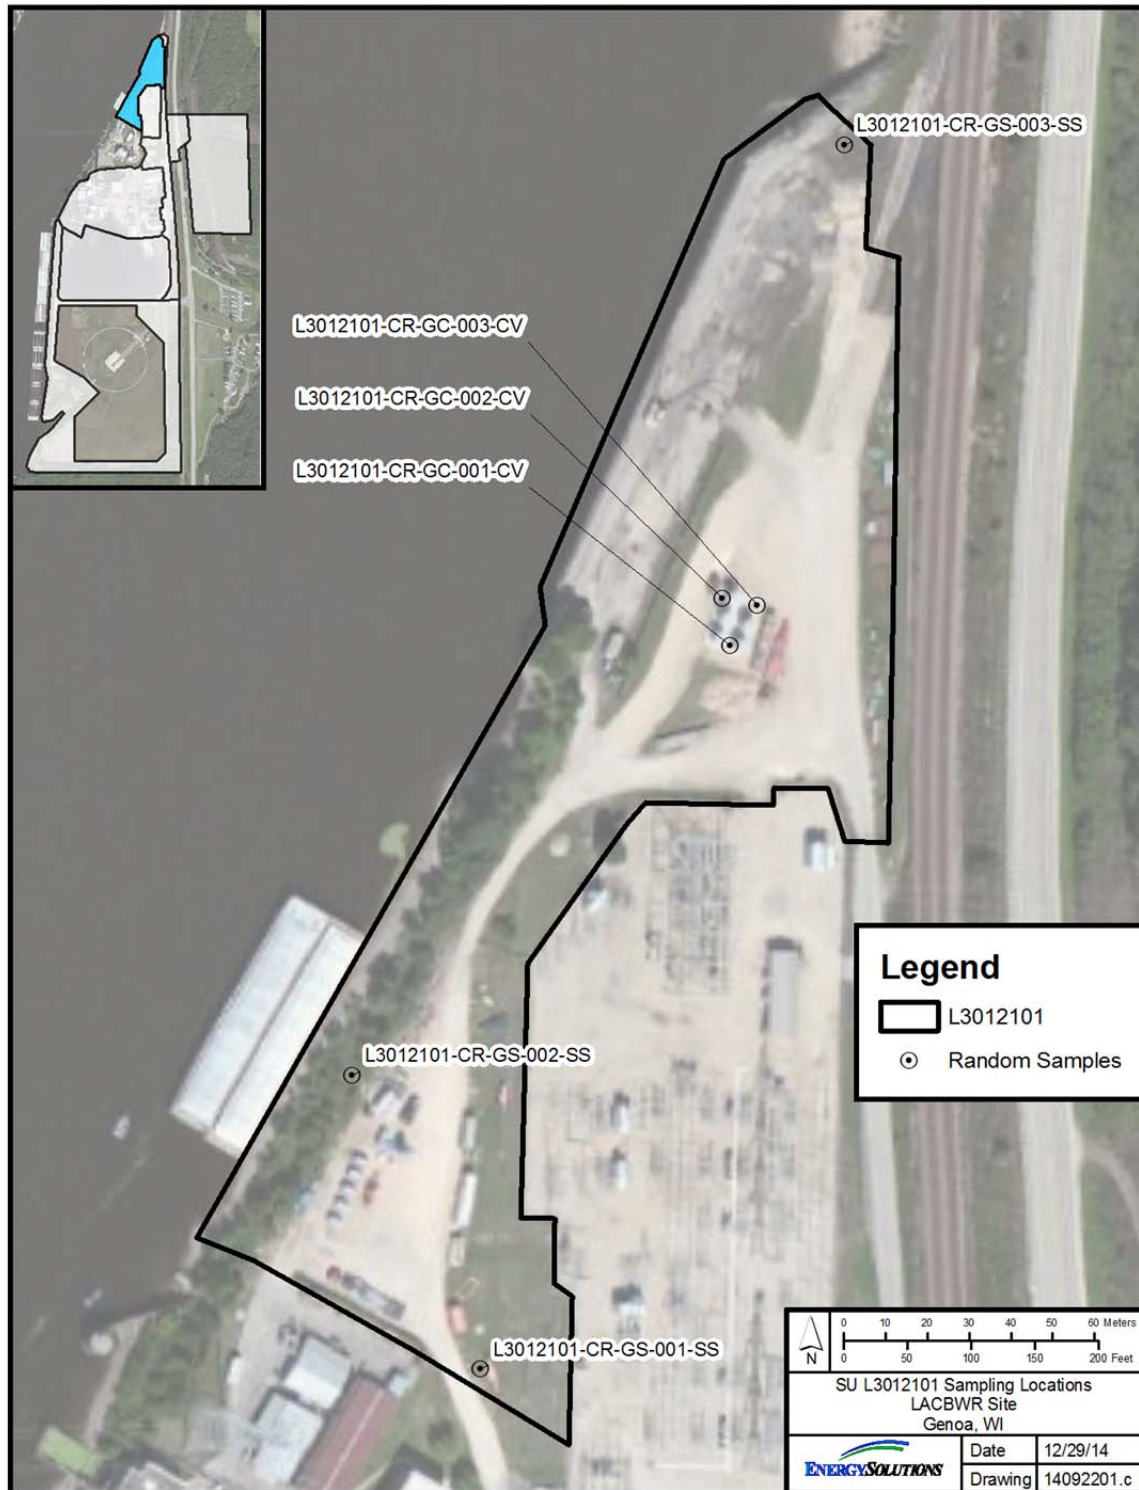 L3012101-CR-GS-003-SS
L3012101-CR-GC-003-CV
L3012101-CR-GC-002-CV
L3012101-CR-GC-001-CV
L3012101-CR-GS-002-SS
L3012101-CR-GS-001-SS
Legend
L3012101
Random Samples
N
0 10 20 30 40 50 60 Meters
0 50 100 150 200 Feet
SU L3012101 Sampling Locations
LACBWR Site
Genoa, WI
ENERGYSOLUTIONS
Date 12/29/14
Drawing 14092201.c